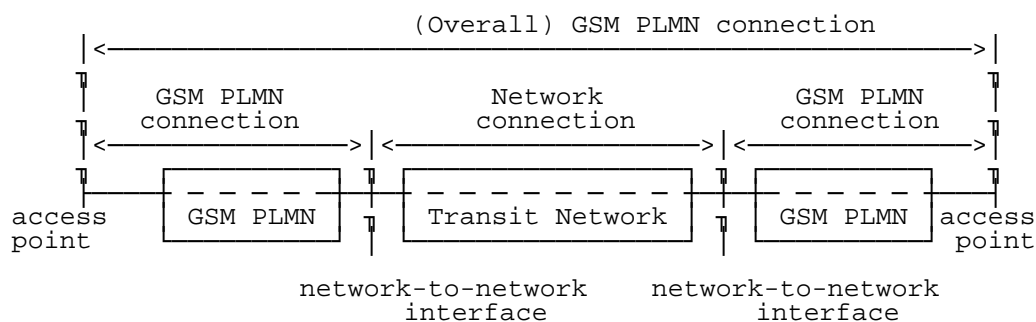 (Overall) GSM PLMN connection
GSM PLMN Network GSM PLMN
connection connection connection
GSM PLMN Transit Network GSM PLMN
access access
point point
network-to-network network-to-network
interface interface